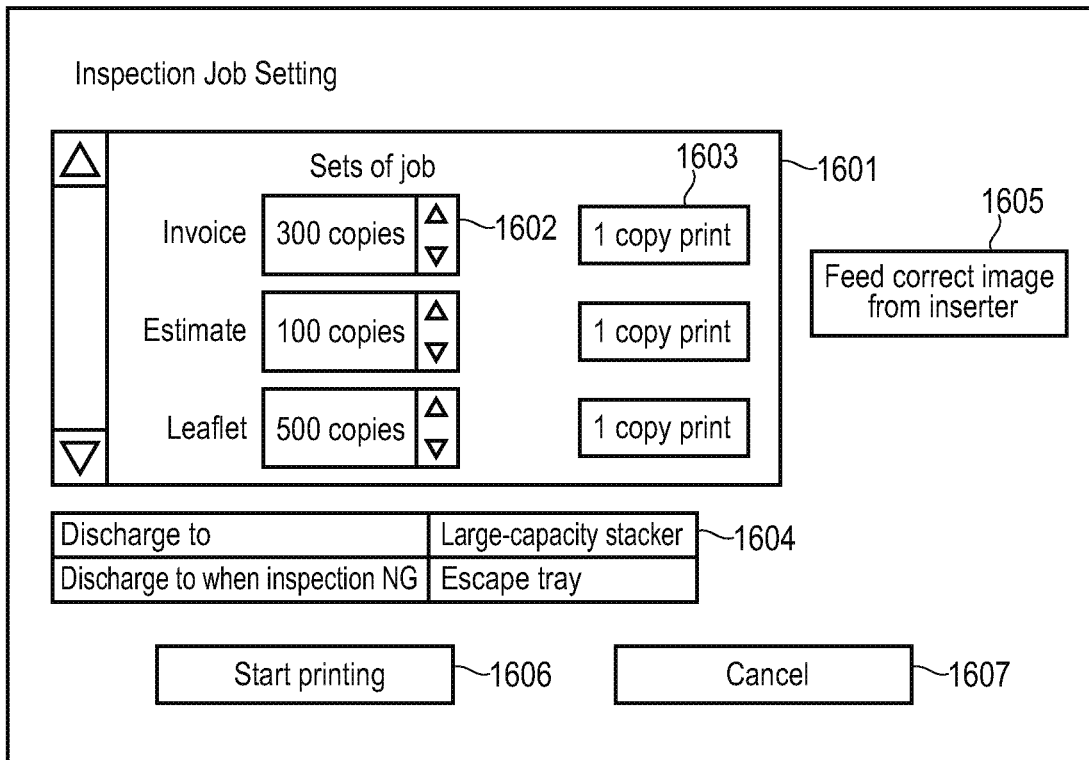 Inspection Job Setting
Sets of job
1603
1601
Invoice 300 copies 1602 1 copy print
1605
Feed correct image
from inserter
Estimate 100 copies 1 copy print
Leaflet 500 copies 1 copy print
Discharge to Large-capacity stacker 1604
Discharge to when inspection NG Escape tray
Start printing 1606 Cancel 1607